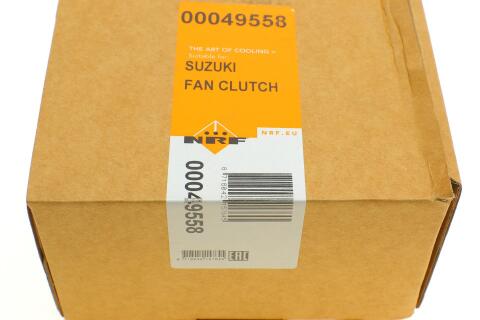 00049558
THE ART OF COOLING
Suitable for:
SUZUKI
FAN CLUTCH
NRF
NRF.EU
00049558
EAC